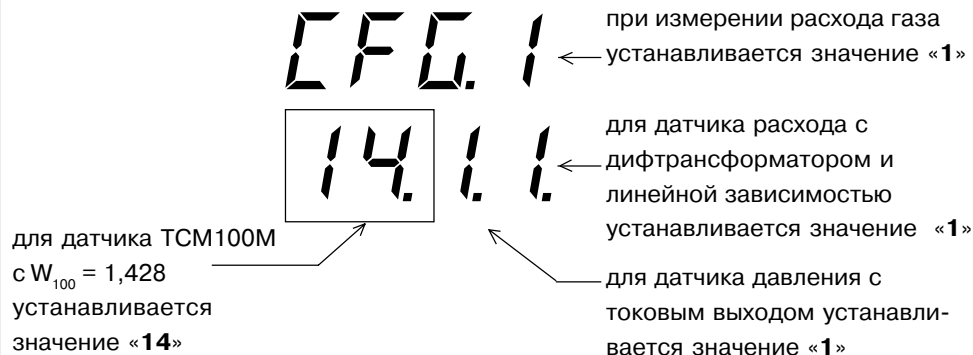 CFG.1
при измерении расхода газа
устанавливается значение «1»
14.1.1.
для датчика расхода с
дифтрансформатором и
линейной зависимостью
устанавливается значение «1»
для датчика ТСМ100М
с W₁₀₀ = 1,428
устанавливается
значение «14»
для датчика давления с
токовым выходом устанавли-
вается значение «1»